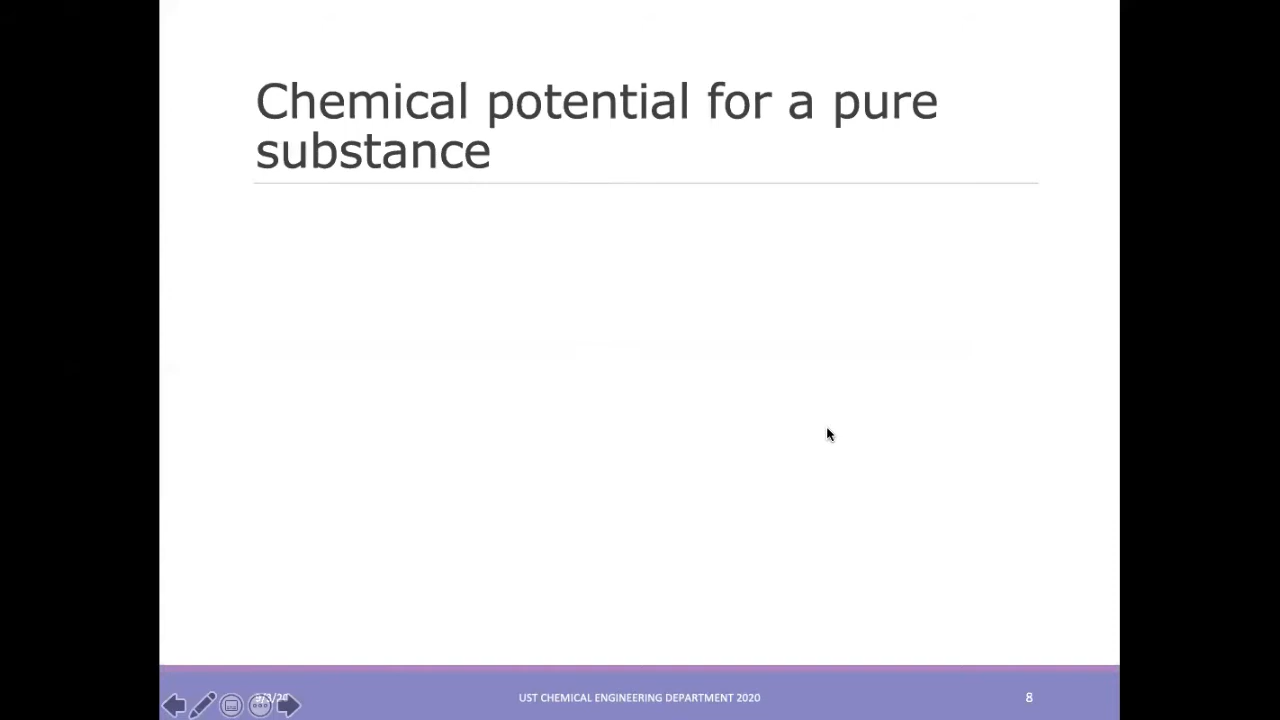 Chemical potential for a pure
substance
UST CHEMICAL ENGINEERING DEPARTMENT 2020
8